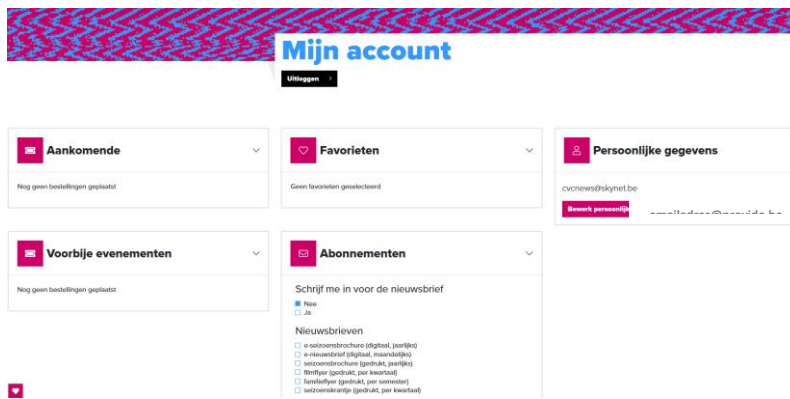 Mijn account
Uitloggen
Aankomende
Nog geen bestellingen geplaatst
Favorieten
Geen favorieten geselecteerd
Persoonlijke gegevens
cvcnews@skynet.be
Bewerk persoonlijk
Voorbije evenementen
Nog geen bestellingen geplaatst
Abonnementen
Schrijf me in voor de nieuwsbrief
Nee
Ja
Nieuwsbrieven
e-seizoensbrochure (digitaal, jaarlijks)
e-nieuwsbrief (digitaal, maandelijks)
seizoensbrochure (gedrukt, jaarlijks)
filmflyer (gedrukt, per kwartaal)
familieflyer (gedrukt, per semester)
seizoenskrantje (gedrukt, per kwartaal)